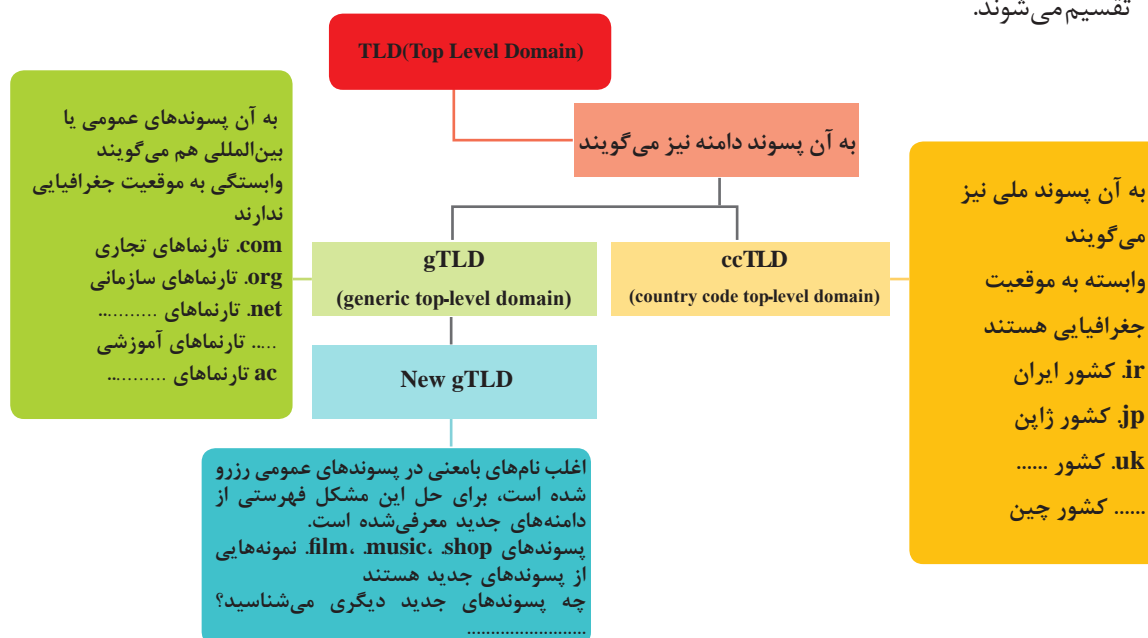 تقسیم می‌شوند.
TLD(Top Level Domain)
به آن پسوند دامنه نیز می‌گویند
به آن پسوندهای عمومی یا
بین‌المللی هم می‌گویند
وابستگی به موقعیت جغرافیایی
ندارند
.com تارنماهای تجاری
.org تارنماهای سازمانی
.net تارنماهای ...........
..... تارنماهای آموزشی
ac تارنماهای ...........
gTLD
(generic top-level domain)
ccTLD
(country code top-level domain)
به آن پسوند ملی نیز
می‌گویند
وابسته به موقعیت
جغرافیایی هستند
.ir کشور ایران
.jp کشور ژاپن
.uk کشور ......
...... کشور چین
New gTLD
اغلب نام‌های بامعنی در پسوندهای عمومی رزرو
شده است، برای حل این مشکل فهرستی از
دامنه‌های جدید معرفی‌شده است.
پسوندهای .film، .music، .shop نمونه‌هایی
از پسوندهای جدید هستند
چه پسوندهای جدید دیگری می‌شناسید؟
.........................